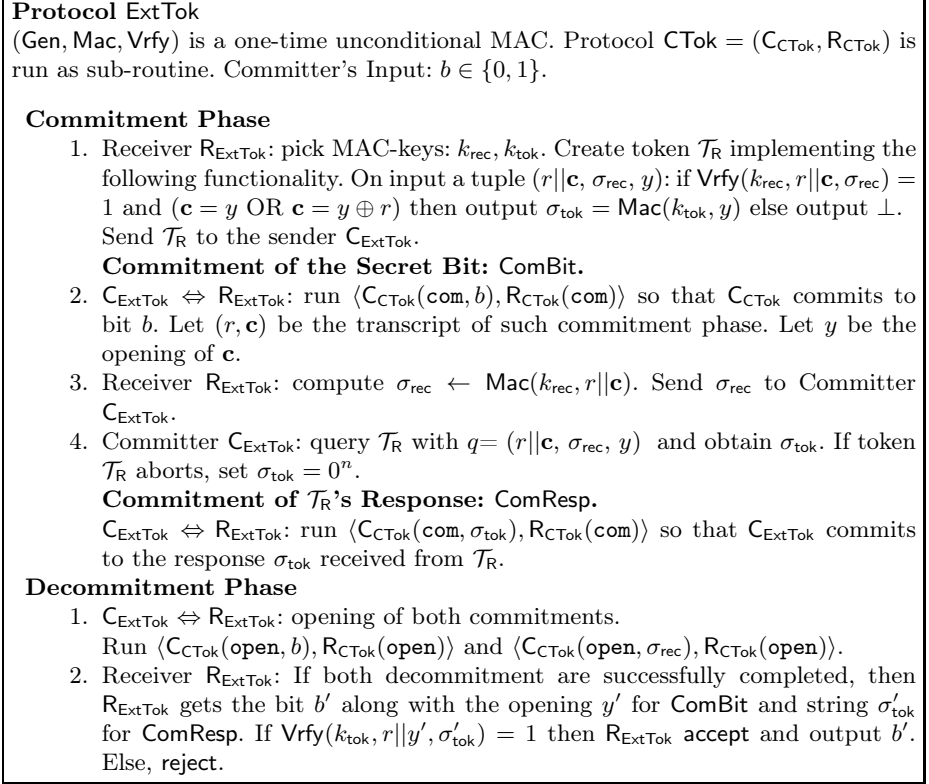 Protocol ExtTok
(Gen, Mac, Vrfy) is a one-time unconditional MAC. Protocol CTok = (C_CTok, R_CTok) is
run as sub-routine. Committer's Input: b ∈ {0, 1}.
Commitment Phase
1. Receiver R_ExtTok: pick MAC-keys: k_rec, k_tok. Create token 𝒯_R implementing the
following functionality. On input a tuple (r||c, σ_rec, y): if Vrfy(k_rec, r||c, σ_rec) =
1 and (c = y OR c = y ⊕ r) then output σ_tok = Mac(k_tok, y) else output ⊥.
Send 𝒯_R to the sender C_ExtTok.
Commitment of the Secret Bit: ComBit.
2. C_ExtTok ⇔ R_ExtTok: run ⟨C_CTok(com, b), R_CTok(com)⟩ so that C_CTok commits to
bit b. Let (r, c) be the transcript of such commitment phase. Let y be the
opening of c.
3. Receiver R_ExtTok: compute σ_rec ← Mac(k_rec, r||c). Send σ_rec to Committer
C_ExtTok.
4. Committer C_ExtTok: query 𝒯_R with q= (r||c, σ_rec, y) and obtain σ_tok. If token
𝒯_R aborts, set σ_tok = 0^n.
Commitment of 𝒯_R's Response: ComResp.
C_ExtTok ⇔ R_ExtTok: run ⟨C_CTok(com, σ_tok), R_CTok(com)⟩ so that C_ExtTok commits
to the response σ_tok received from 𝒯_R.
Decommitment Phase
1. C_ExtTok ⇔ R_ExtTok: opening of both commitments.
Run ⟨C_CTok(open, b), R_CTok(open)⟩ and ⟨C_CTok(open, σ_rec), R_CTok(open)⟩.
2. Receiver R_ExtTok: If both decommitment are successfully completed, then
R_ExtTok gets the bit b′ along with the opening y′ for ComBit and string σ′_tok
for ComResp. If Vrfy(k_tok, r||y′, σ′_tok) = 1 then R_ExtTok accept and output b′.
Else, reject.